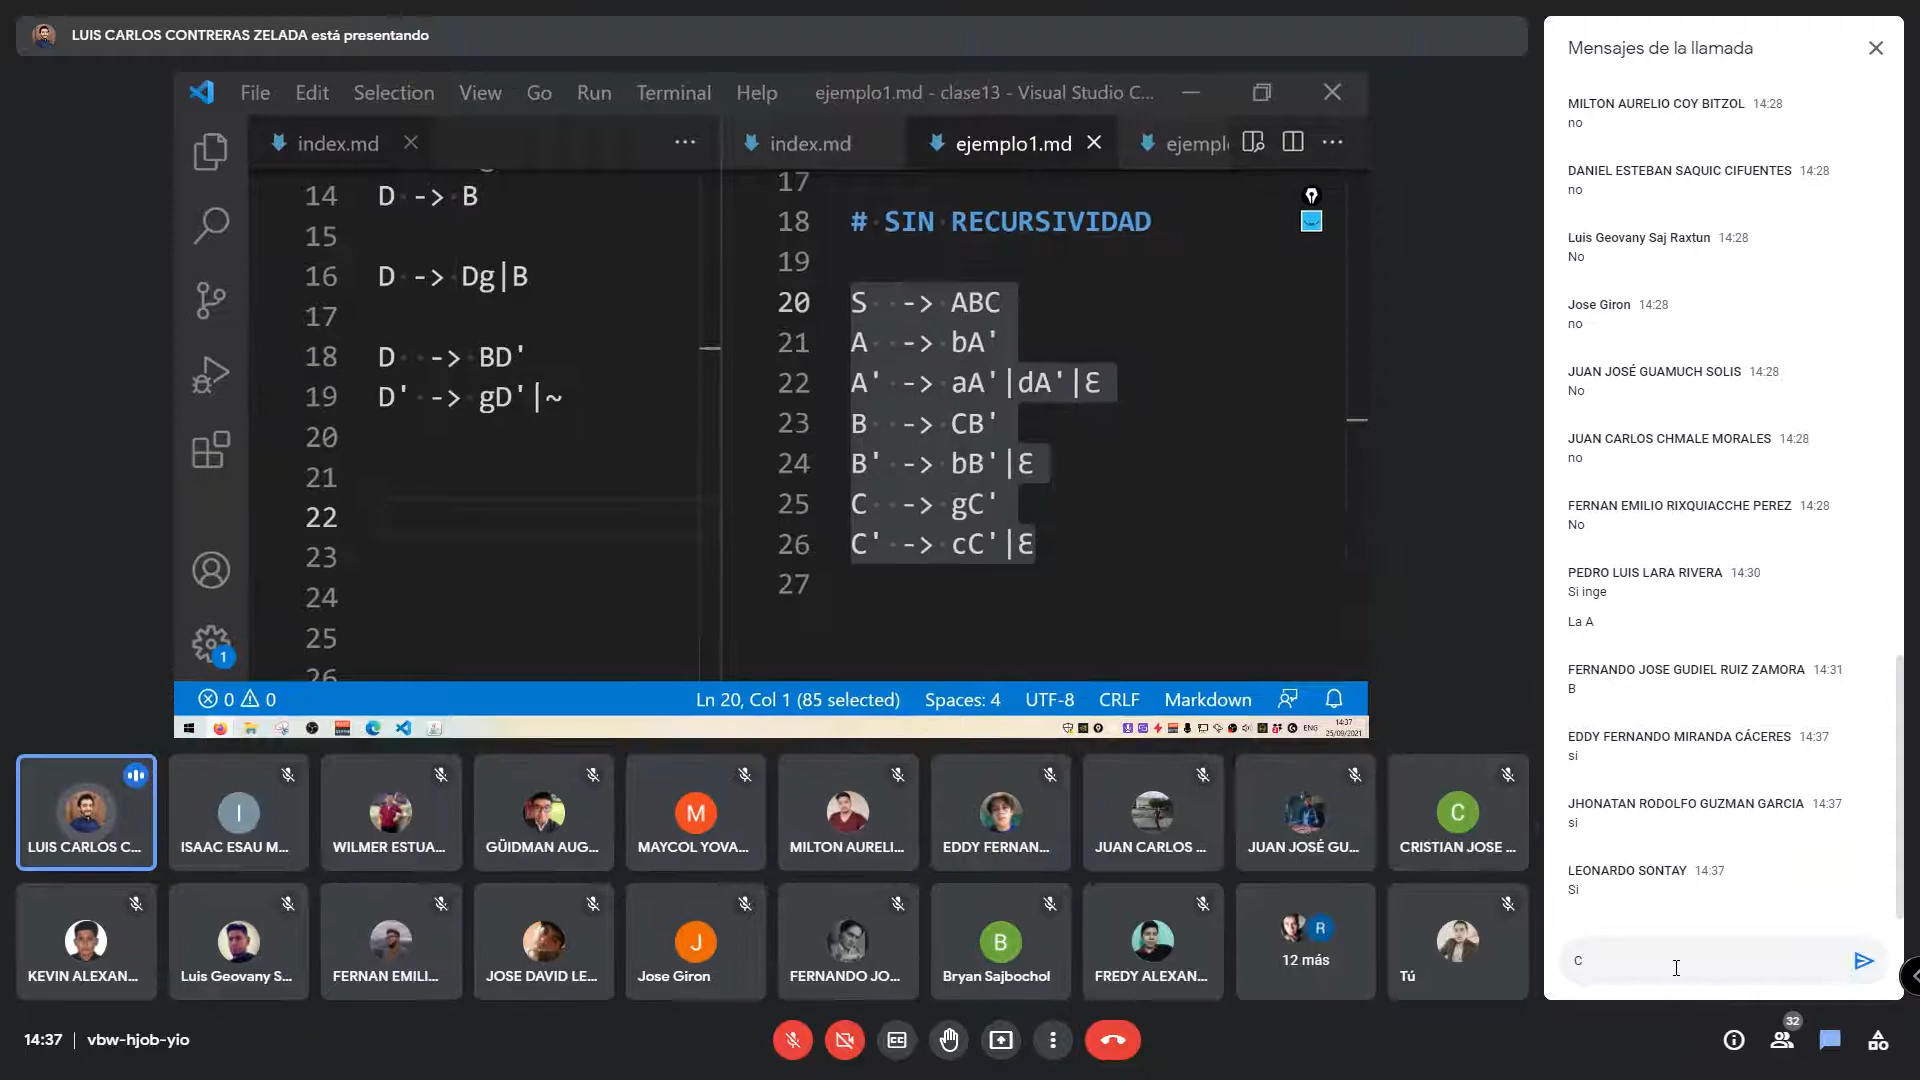 LUIS CARLOS CONTRERAS ZELADA está presentando
File Edit Selection View Go Run Terminal Help ejemplo1.md - clase13 - Visual Studio C...
index.md
index.md ejemplo1.md ejempl
14 D -> B
15
16 D -> Dg|B
17
18 D -> BD'
19 D' -> gD'|~
20
21
22
23
24
25
26
17
18 # SIN RECURSIVIDAD
19
20 S -> ABC
21 A -> bA'
22 A' -> aA'|dA'|Ɛ
23 B -> CB'
24 B' -> bB'|Ɛ
25 C -> gC'
26 C' -> cC'|Ɛ
27
1
0 0 Ln 20, Col 1 (85 selected) Spaces: 4 UTF-8 CRLF Markdown
ENG 14:37
25/09/2021
LUIS CARLOS C...
I
ISAAC ESAU M...
WILMER ESTUA...
GÜIDMAN AUG...
M
MAYCOL YOVA...
MILTON AURELI...
EDDY FERNAN...
JUAN CARLOS ...
JUAN JOSÉ GU...
C
CRISTIAN JOSE ...
KEVIN ALEXAN...
Luis Geovany S...
FERNAN EMILI...
JOSE DAVID LE...
J
Jose Giron
FERNANDO JO...
B
Bryan Sajbochol
FREDY ALEXAN...
R
12 más
Tú
14:37 | vbw-hjob-yio
32
Mensajes de la llamada
MILTON AURELIO COY BITZOL 14:28
no
DANIEL ESTEBAN SAQUIC CIFUENTES 14:28
no
Luis Geovany Saj Raxtun 14:28
No
Jose Giron 14:28
no
JUAN JOSÉ GUAMUCH SOLIS 14:28
No
JUAN CARLOS CHMALE MORALES 14:28
no
FERNAN EMILIO RIXQUIACCHE PEREZ 14:28
No
PEDRO LUIS LARA RIVERA 14:30
Si inge
La A
FERNANDO JOSE GUDIEL RUIZ ZAMORA 14:31
B
EDDY FERNANDO MIRANDA CÁCERES 14:37
si
JHONATAN RODOLFO GUZMAN GARCIA 14:37
si
LEONARDO SONTAY 14:37
Si
C